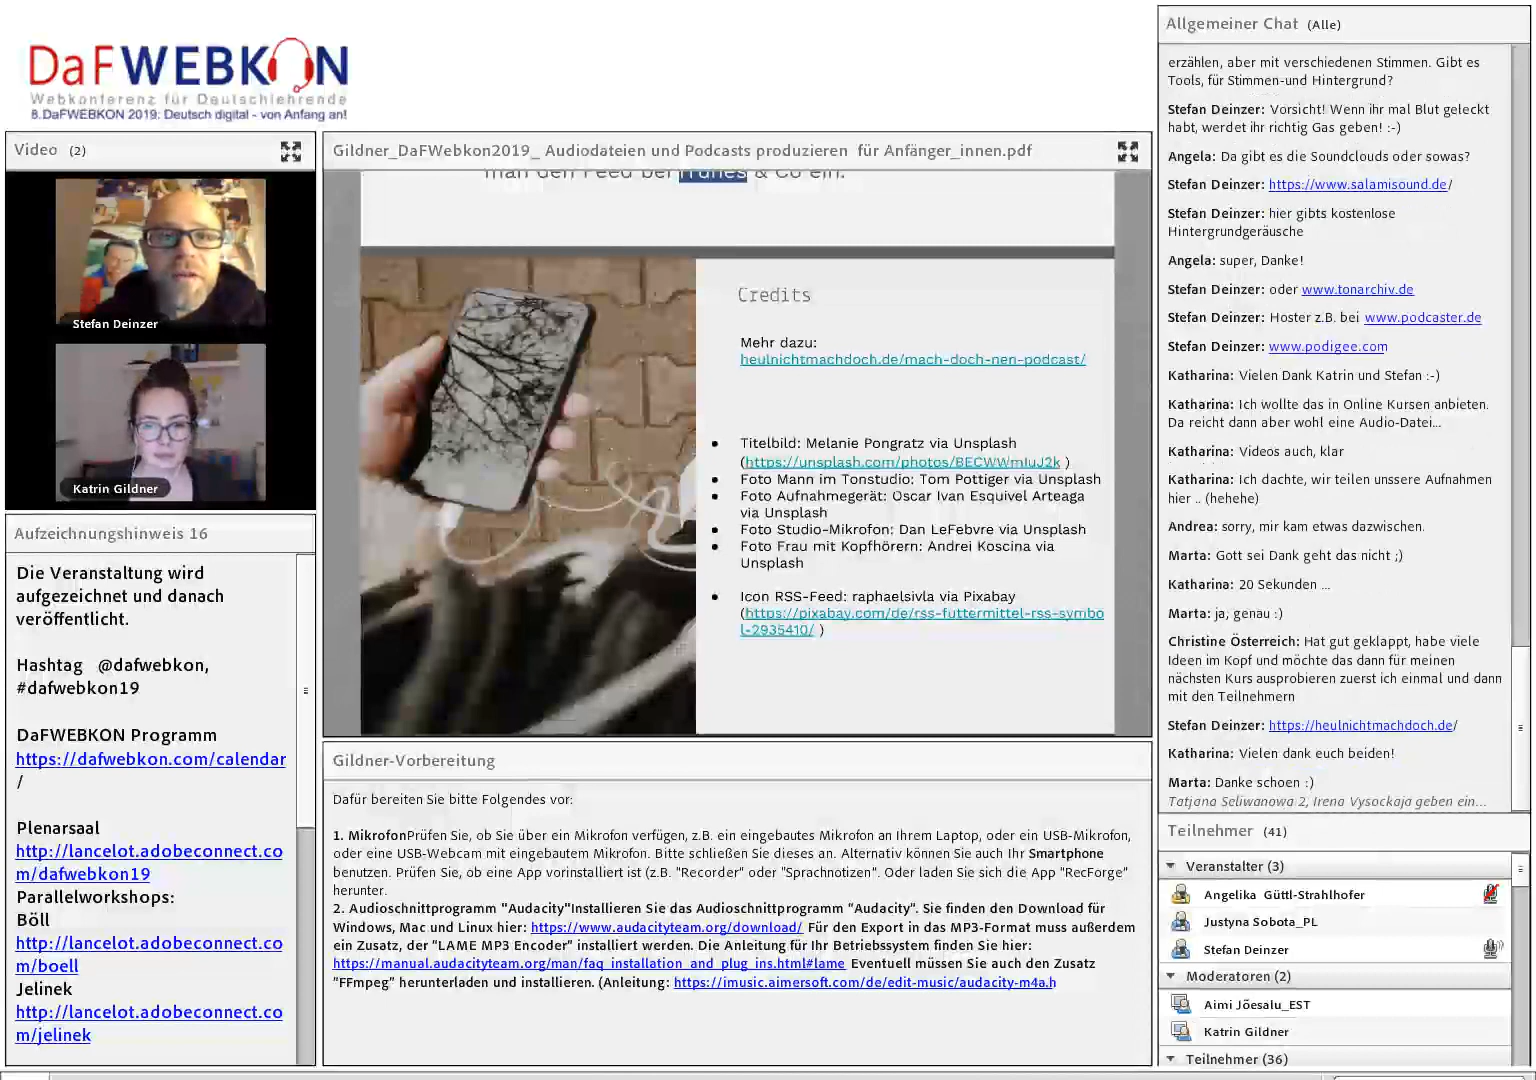 DaFWEBKON
Webkonferenz für Deutschlehrende
8.DaFWEBKON 2019: Deutsch digital - von Anfang an!
Video (2)
Stefan Deinzer
Katrin Gildner
Aufzeichnungshinweis 16
Die Veranstaltung wird
aufgezeichnet und danach
veröffentlicht.
Hashtag @dafwebkon,
#dafwebkon19
DaFWEBKON Programm
https://dafwebkon.com/calendar
/
Plenarsaal
http://lancelot.adobeconnect.co
m/dafwebkon19
Parallelworkshops:
Böll
http://lancelot.adobeconnect.co
m/boell
Jelinek
http://lancelot.adobeconnect.co
m/jelinek
Gildner_DaFWebkon2019_ Audiodateien und Podcasts produzieren für Anfänger_innen.pdf
man den Feed bei iTunes & Co ein.
Credits
Mehr dazu:
heulnichtmachdoch.de/mach-doch-nen-podcast/
Titelbild: Melanie Pongratz via Unsplash
(https://unsplash.com/photos/BECWWmIuJ2k )
Foto Mann im Tonstudio: Tom Pottiger via Unsplash
Foto Aufnahmegerät: Oscar Ivan Esquivel Arteaga
via Unsplash
Foto Studio-Mikrofon: Dan LeFebvre via Unsplash
Foto Frau mit Kopfhörern: Andrei Koscina via
Unsplash
Icon RSS-Feed: raphaelsivla via Pixabay
(https://pixabay.com/de/rss-futtermittel-rss-symbo
l-2935410/ )
Gildner-Vorbereitung
Dafür bereiten Sie bitte Folgendes vor:
1. MikrofonPrüfen Sie, ob Sie über ein Mikrofon verfügen, z.B. ein eingebautes Mikrofon an Ihrem Laptop, oder ein USB-Mikrofon,
oder eine USB-Webcam mit eingebautem Mikrofon. Bitte schließen Sie dieses an. Alternativ können Sie auch Ihr Smartphone
benutzen. Prüfen Sie, ob eine App vorinstalliert ist (z.B. "Recorder" oder "Sprachnotizen". Oder laden Sie sich die App "RecForge"
herunter.
2. Audioschnittprogramm "Audacity"Installieren Sie das Audioschnittprogramm "Audacity". Sie finden den Download für
Windows, Mac und Linux hier: https://www.audacityteam.org/download/ Für den Export in das MP3-Format muss außerdem
ein Zusatz, der "LAME MP3 Encoder" installiert werden. Die Anleitung für Ihr Betriebssystem finden Sie hier:
https://manual.audacityteam.org/man/faq_installation_and_plug_ins.html#lame Eventuell müssen Sie auch den Zusatz
"FFmpeg" herunterladen und installieren. (Anleitung: https://imusic.aimersoft.com/de/edit-music/audacity-m4a.h
Allgemeiner Chat (Alle)
erzählen, aber mit verschiedenen Stimmen. Gibt es
Tools, für Stimmen-und Hintergrund?
Stefan Deinzer: Vorsicht! Wenn ihr mal Blut geleckt
habt, werdet ihr richtig Gas geben! :-)
Angela: Da gibt es die Soundclouds oder sowas?
Stefan Deinzer: https://www.salamisound.de/
Stefan Deinzer: hier gibts kostenlose
Hintergrundgeräusche
Angela: super, Danke!
Stefan Deinzer: oder www.tonarchiv.de
Stefan Deinzer: Hoster z.B. bei www.podcaster.de
Stefan Deinzer: www.podigee.com
Katharina: Vielen Dank Katrin und Stefan :-)
Katharina: Ich wollte das in Online Kursen anbieten.
Da reicht dann aber wohl eine Audio-Datei...
Katharina: Videos auch, klar
Katharina: Ich dachte, wir teilen unssere Aufnahmen
hier .. (hehehe)
Andrea: sorry, mir kam etwas dazwischen.
Marta: Gott sei Dank geht das nicht ;)
Katharina: 20 Sekunden ...
Marta: ja, genau :)
Christine Österreich: Hat gut geklappt, habe viele
Ideen im Kopf und möchte das dann für meinen
nächsten Kurs ausprobieren zuerst ich einmal und dann
mit den Teilnehmern
Stefan Deinzer: https://heulnichtmachdoch.de/
Katharina: Vielen dank euch beiden!
Marta: Danke schoen :)
Tatjana Seliwanowa 2, Irena Vysockaja geben ein...
Teilnehmer (41)
Veranstalter (3)
Angelika Güttl-Strahlhofer
Justyna Sobota_PL
Stefan Deinzer
Moderatoren (2)
Aimi Jõesalu_EST
Katrin Gildner
Teilnehmer (36)